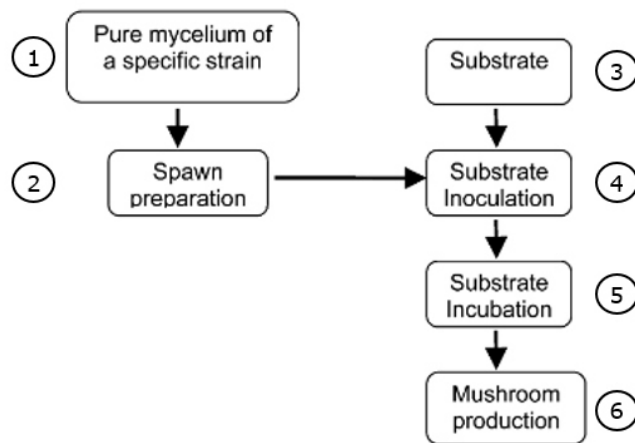 1
Pure mycelium of
a specific strain
Substrate
3
2
Spawn
preparation
Substrate
Inoculation
4
Substrate
Incubation
5
Mushroom
production
6